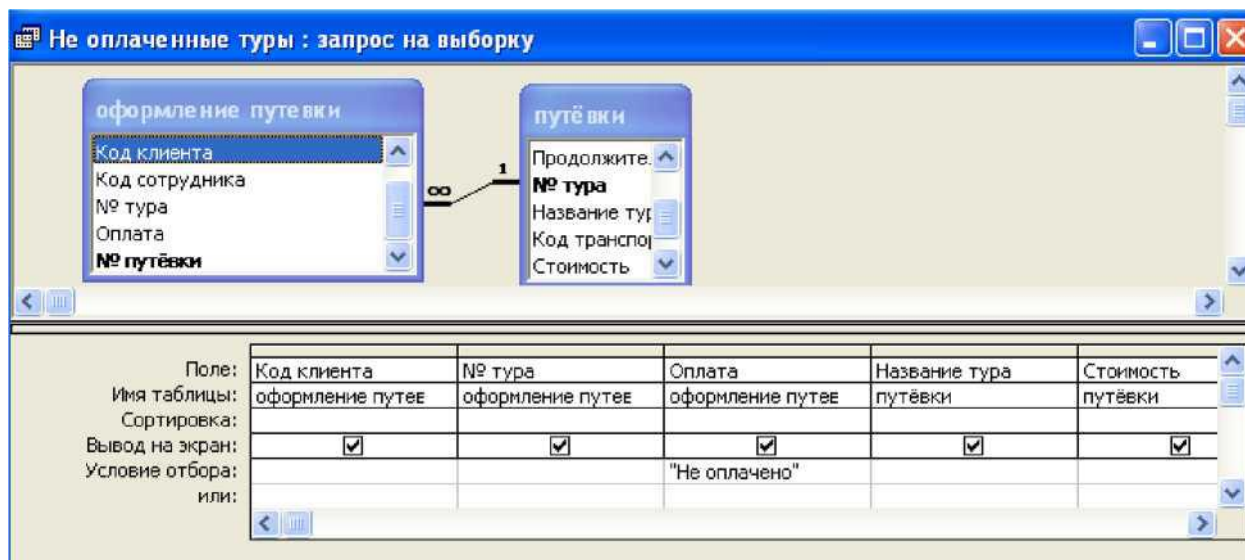 Не оплаченные туры : запрос на выборку
оформление путевки
Код клиента
Код сотрудника
№ тура
Оплата
№ путёвки
∞
1
путёвки
Продолжите.
№ тура
Название тур
Код транспор
Стоимость
Поле: Код клиента № тура Оплата Название тура Стоимость
Имя таблицы: оформление путев оформление путев оформление путев путёвки путёвки
Сортировка:
Вывод на экран:
Условие отбора: "Не оплачено"
или: